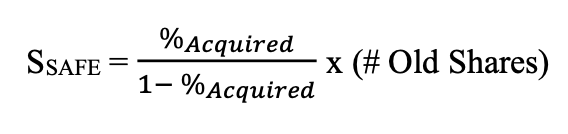 S_SAFE = %Acquired / 1− %Acquired x (# Old Shares)